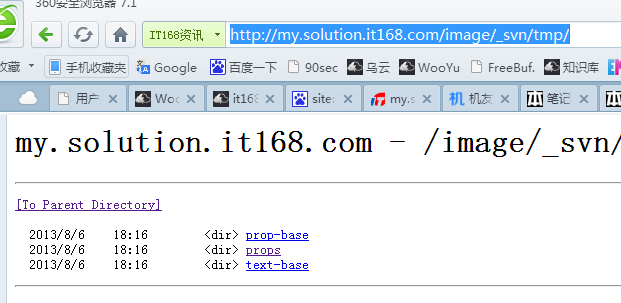 360安全浏览器 7.1
IT168资讯 http://my.solution.it168.com/image/_svn/tmp/
收藏 手机收藏夹 Google 百度一下 90sec 乌云 WooYu FreeBuf. 知识库
用户 Woo it168 site: my.s 机友 笔记
my.solution.it168.com - /image/_svn/
[To Parent Directory]
2013/8/6 18:16 <dir> prop-base
2013/8/6 18:16 <dir> props
2013/8/6 18:16 <dir> text-base